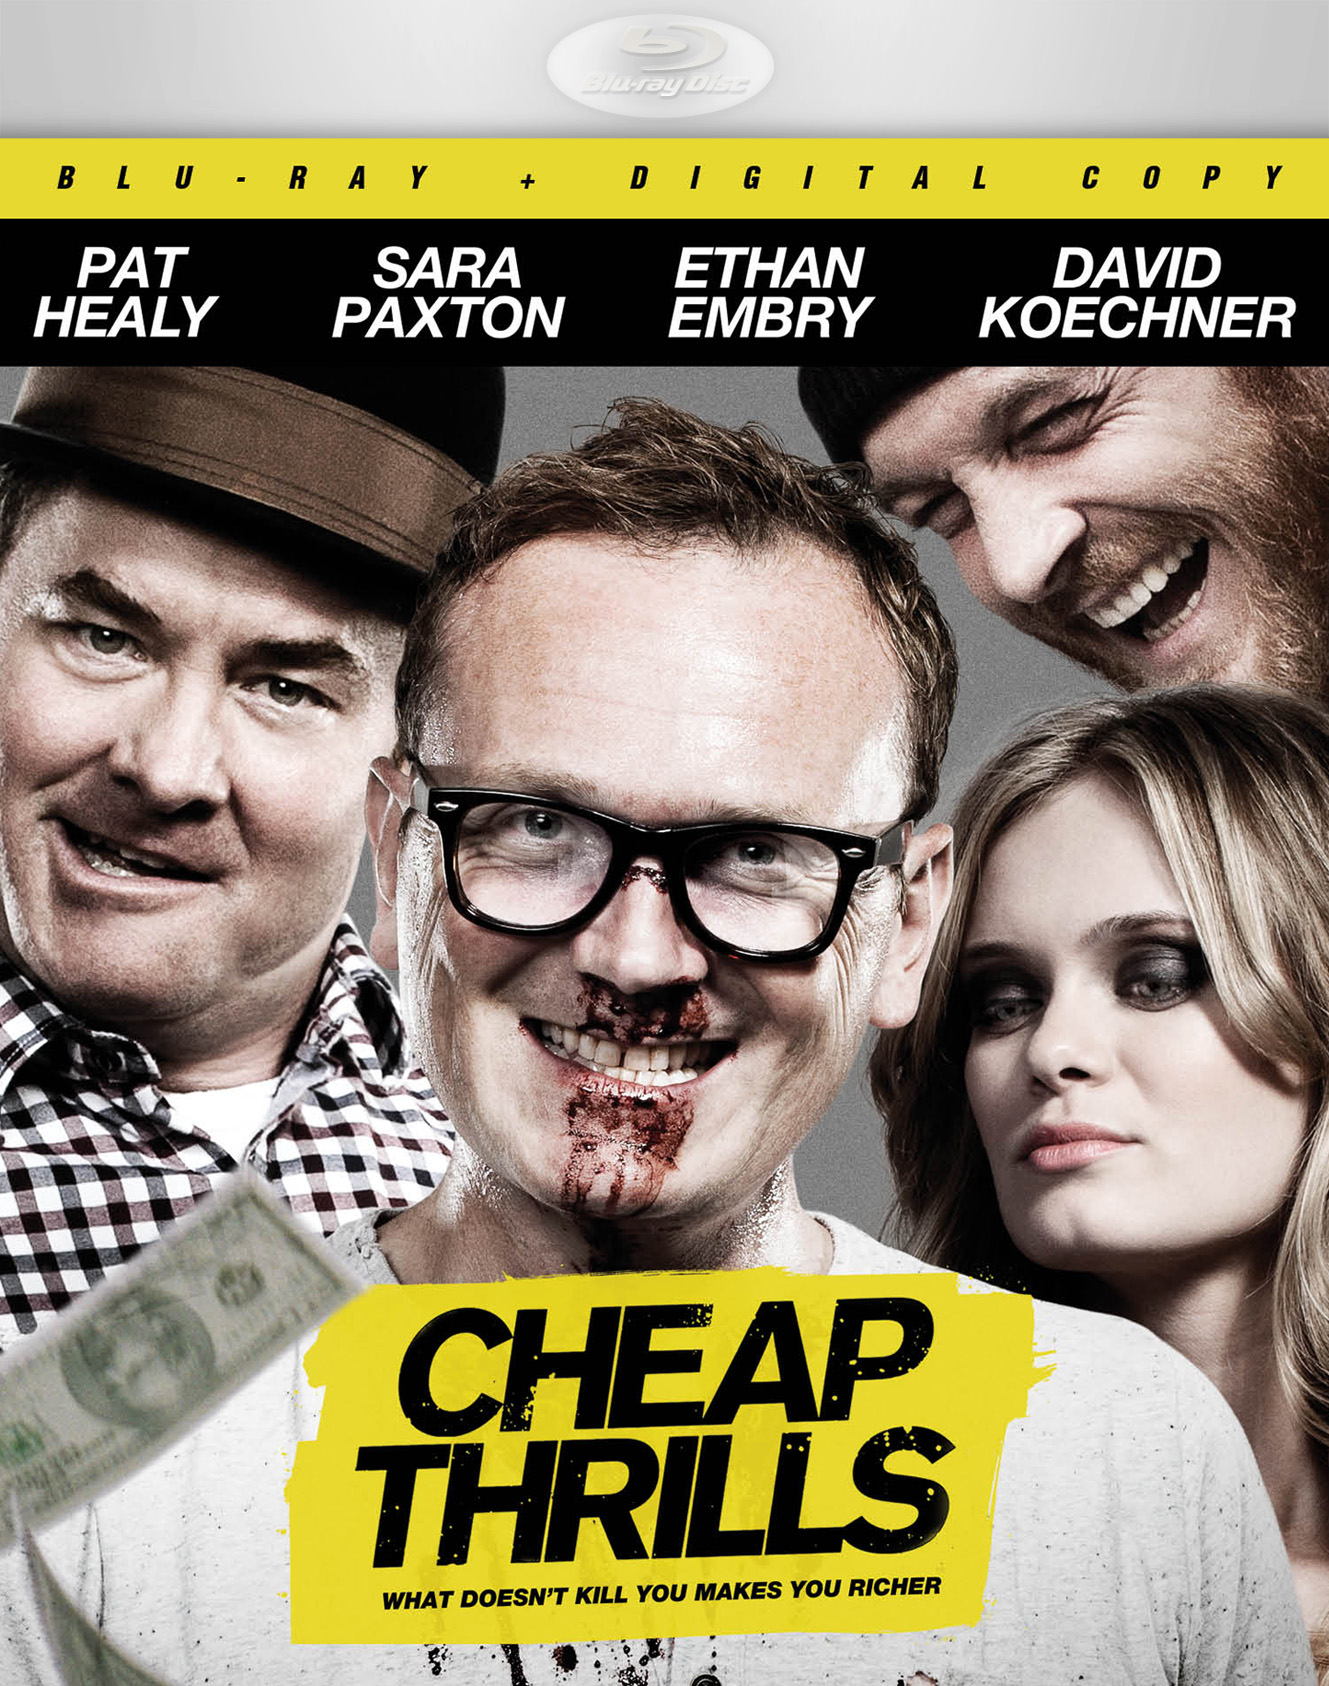 Blu-ray Disc
BLU-RAY + DIGITAL COPY
PAT HEALY
SARA PAXTON
ETHAN EMBRY
DAVID KOECHNER
CHEAP
THRILLS
WHAT DOESN'T KILL YOU MAKES YOU RICHER